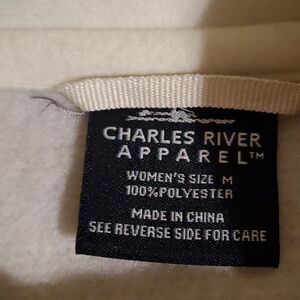 CHARLES RIVER
APPAREL™
WOMEN'S SIZE M
100%POLYESTER
MADE IN CHINA
SEE REVERSE SIDE FOR CARE